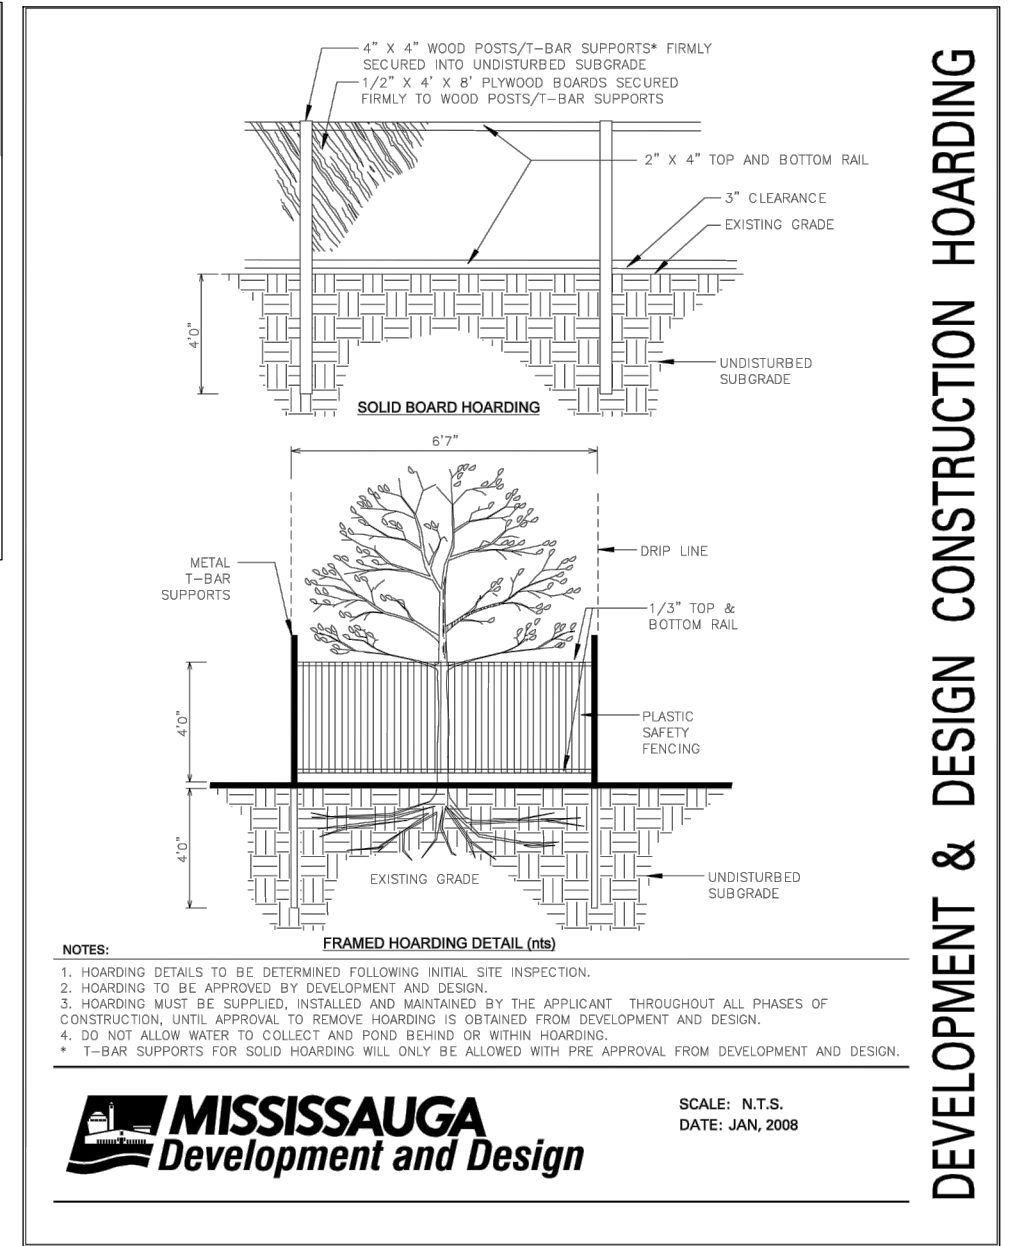 4" X 4" WOOD POSTS/T-BAR SUPPORTS* FIRMLY
SECURED INTO UNDISTURBED SUBGRADE
1/2" X 4' X 8' PLYWOOD BOARDS SECURED
FIRMLY TO WOOD POSTS/T-BAR SUPPORTS
2" X 4" TOP AND BOTTOM RAIL
3" CLEARANCE
EXISTING GRADE
4'0"
UNDISTURBED
SUBGRADE
SOLID BOARD HOARDING
6'7"
DRIP LINE
METAL
T-BAR
SUPPORTS
1/3" TOP &
BOTTOM RAIL
4'0"
PLASTIC
SAFETY
FENCING
4'0"
EXISTING GRADE
UNDISTURBED
SUBGRADE
FRAMED HOARDING DETAIL (nts)
NOTES:
1. HOARDING DETAILS TO BE DETERMINED FOLLOWING INITIAL SITE INSPECTION.
2. HOARDING TO BE APPROVED BY DEVELOPMENT AND DESIGN.
3. HOARDING MUST BE SUPPLIED, INSTALLED AND MAINTAINED BY THE APPLICANT THROUGHOUT ALL PHASES OF
CONSTRUCTION, UNTIL APPROVAL TO REMOVE HOARDING IS OBTAINED FROM DEVELOPMENT AND DESIGN.
4. DO NOT ALLOW WATER TO COLLECT AND POND BEHIND OR WITHIN HOARDING.
* T-BAR SUPPORTS FOR SOLID HOARDING WILL ONLY BE ALLOWED WITH PRE APPROVAL FROM DEVELOPMENT AND DESIGN.
MISSISSAUGA
Development and Design
SCALE: N.T.S.
DATE: JAN, 2008
DEVELOPMENT & DESIGN CONSTRUCTION HOARDING